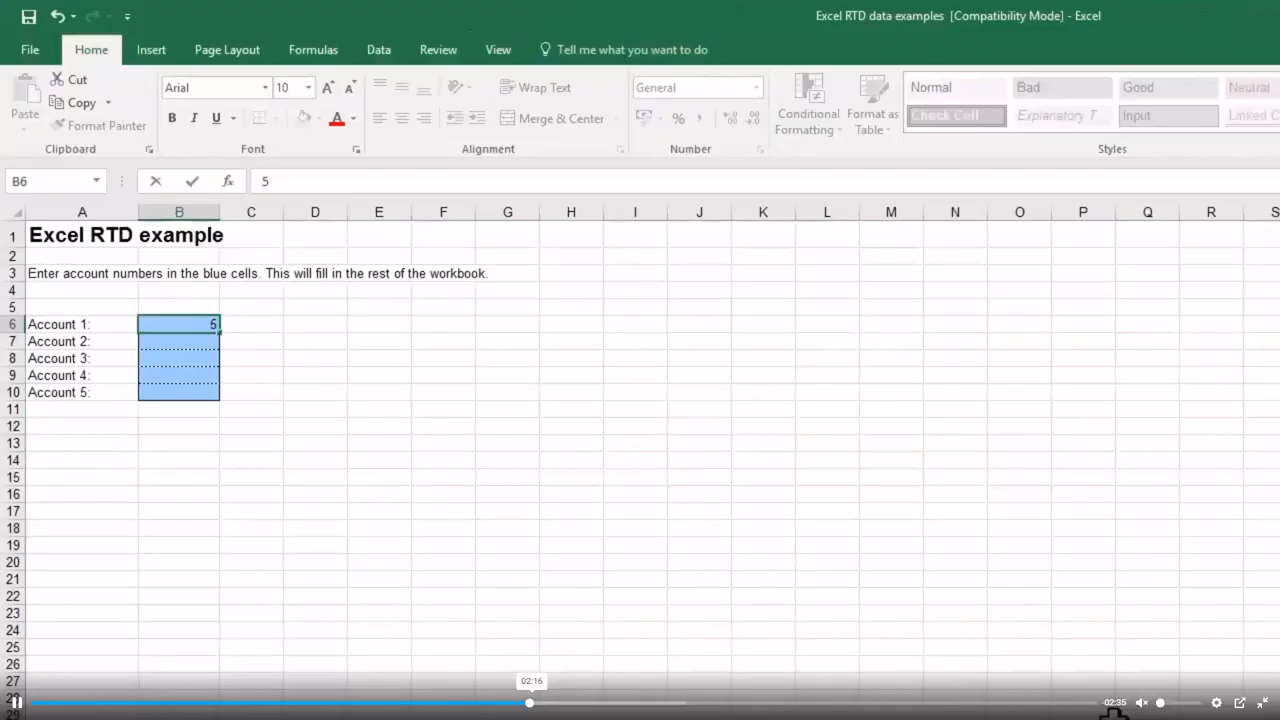 Excel RTD data examples [Compatibility Mode] - Excel
File Home Insert Page Layout Formulas Data Review View Tell me what you want to do
Cut
Copy
Format Painter
Paste
Clipboard
Arial 10
B I U A
Font
Wrap Text
Merge & Center
Alignment
General
%
Number
Conditional Formatting
Format as Table
Normal Bad Good Neutral
Check Cell Explanatory T Input Linked C
Styles
B6 fx 5
A B C D E F G H I J K L M N O P Q R S
1 Excel RTD example
2
3 Enter account numbers in the blue cells. This will fill in the rest of the workbook.
4
5
6 Account 1: 5
7 Account 2:
8 Account 3:
9 Account 4:
10 Account 5:
11
12
13
14
15
16
17
18
19
20
21
22
23
24
25
26
27
28
29
02:16
02:35